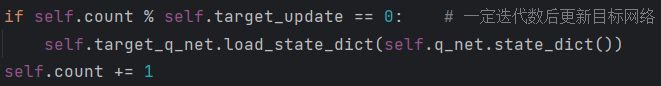 if self.count % self.target_update == 0:    # 一定迭代数后更新目标网络
    self.target_q_net.load_state_dict(self.q_net.state_dict())
self.count += 1